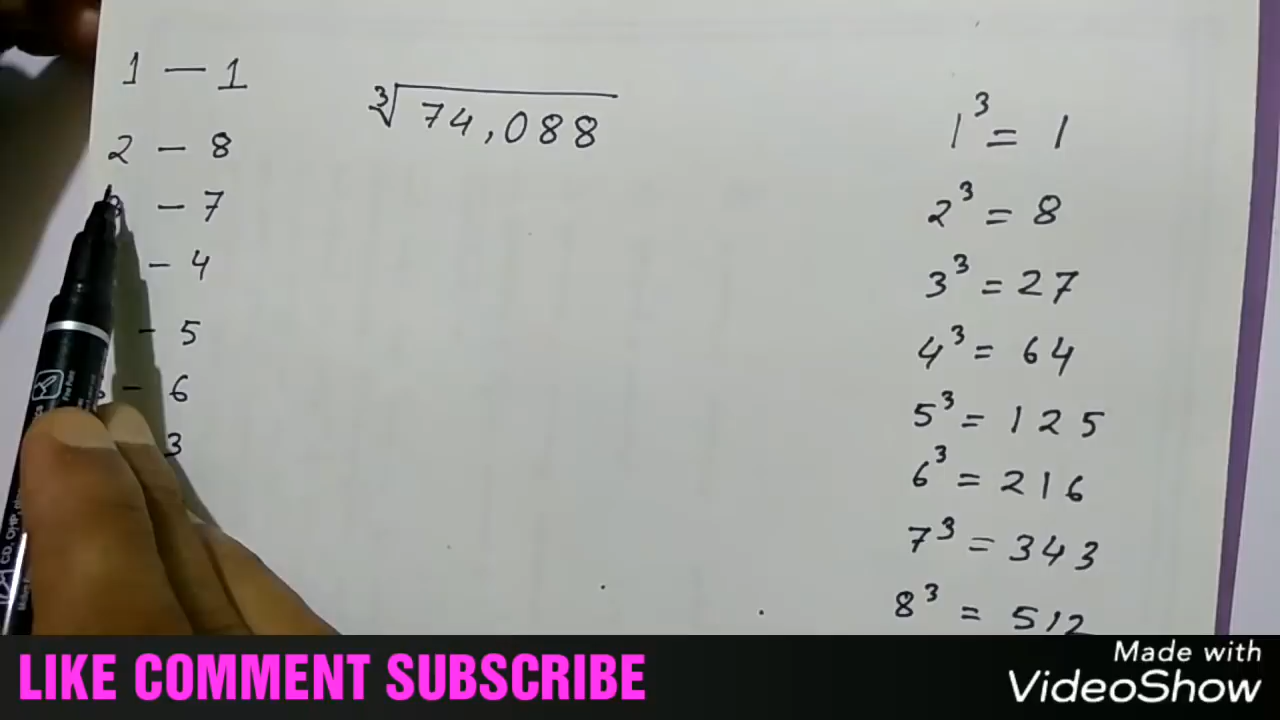 1 — 1
2 — 8
— 7
— 4
— 5
— 6
3
∛74,088
1³ = 1
2³ = 8
3³ = 27
4³ = 64
5³ = 125
6³ = 216
7³ = 343
8³ = 512
LIKE COMMENT SUBSCRIBE
Made with
VideoShow